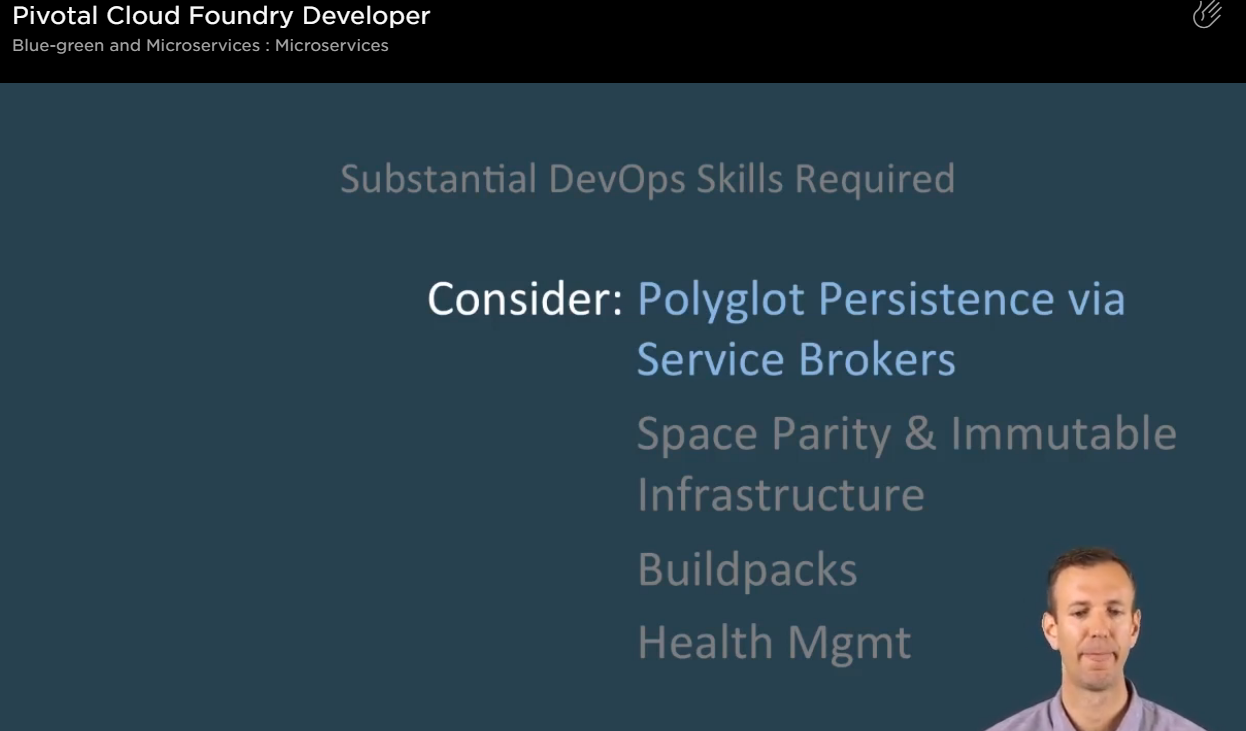 Pivotal Cloud Foundry Developer
Blue-green and Microservices : Microservices
Substantial DevOps Skills Required
Consider: Polyglot Persistence via
Service Brokers
Space Parity & Immutable
Infrastructure
Buildpacks
Health Mgmt